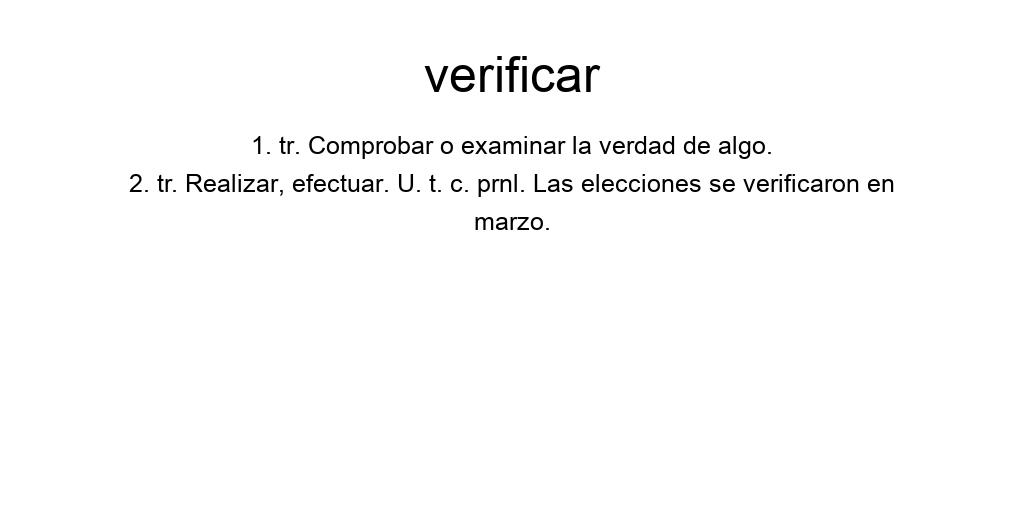 verificar
1. tr. Comprobar o examinar la verdad de algo.
2. tr. Realizar, efectuar. U. t. c. prnl. Las elecciones se verificaron en
marzo.